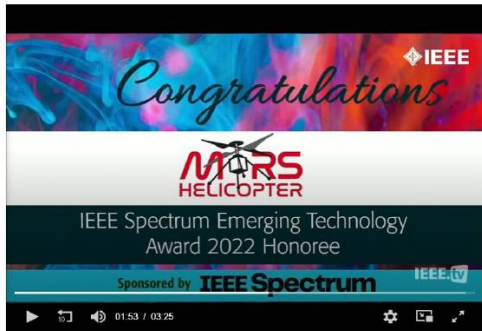 IEEE
Congratulations
MARS
HELICOPTER
IEEE Spectrum Emerging Technology
Award 2022 Honoree
Sponsored by IEEE Spectrum
IEEE.tv
10
01:53 / 03:25